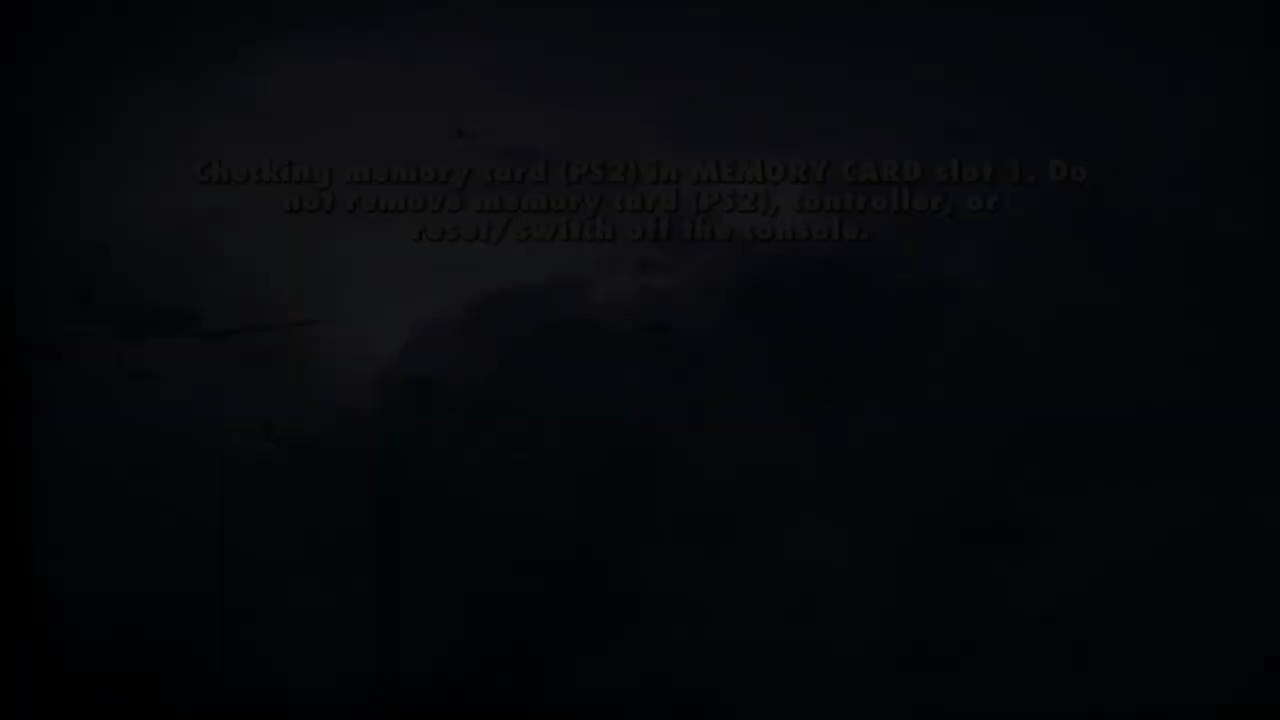 Checking memory card (PS2) in MEMORY CARD slot 1. Do
not remove memory card (PS2), controller, or
reset/switch off the console.